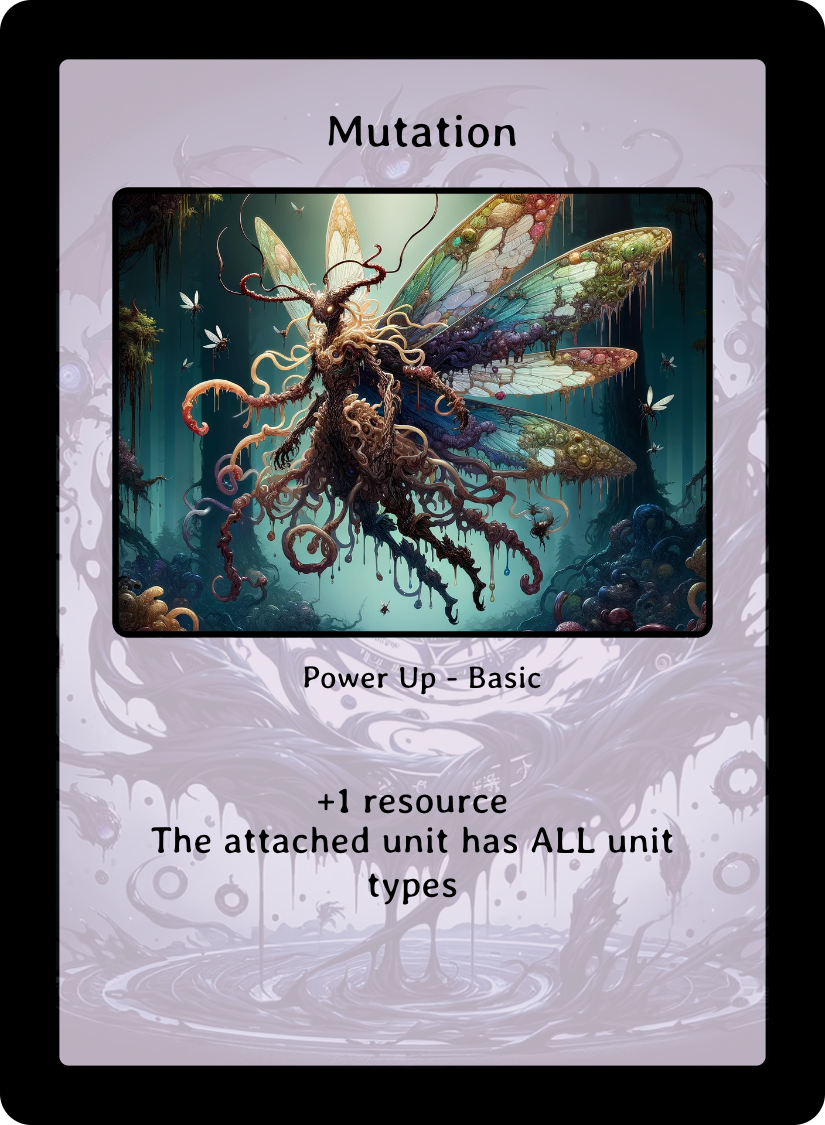 Mutation
Power Up - Basic
+1 resource
The attached unit has ALL unit
types